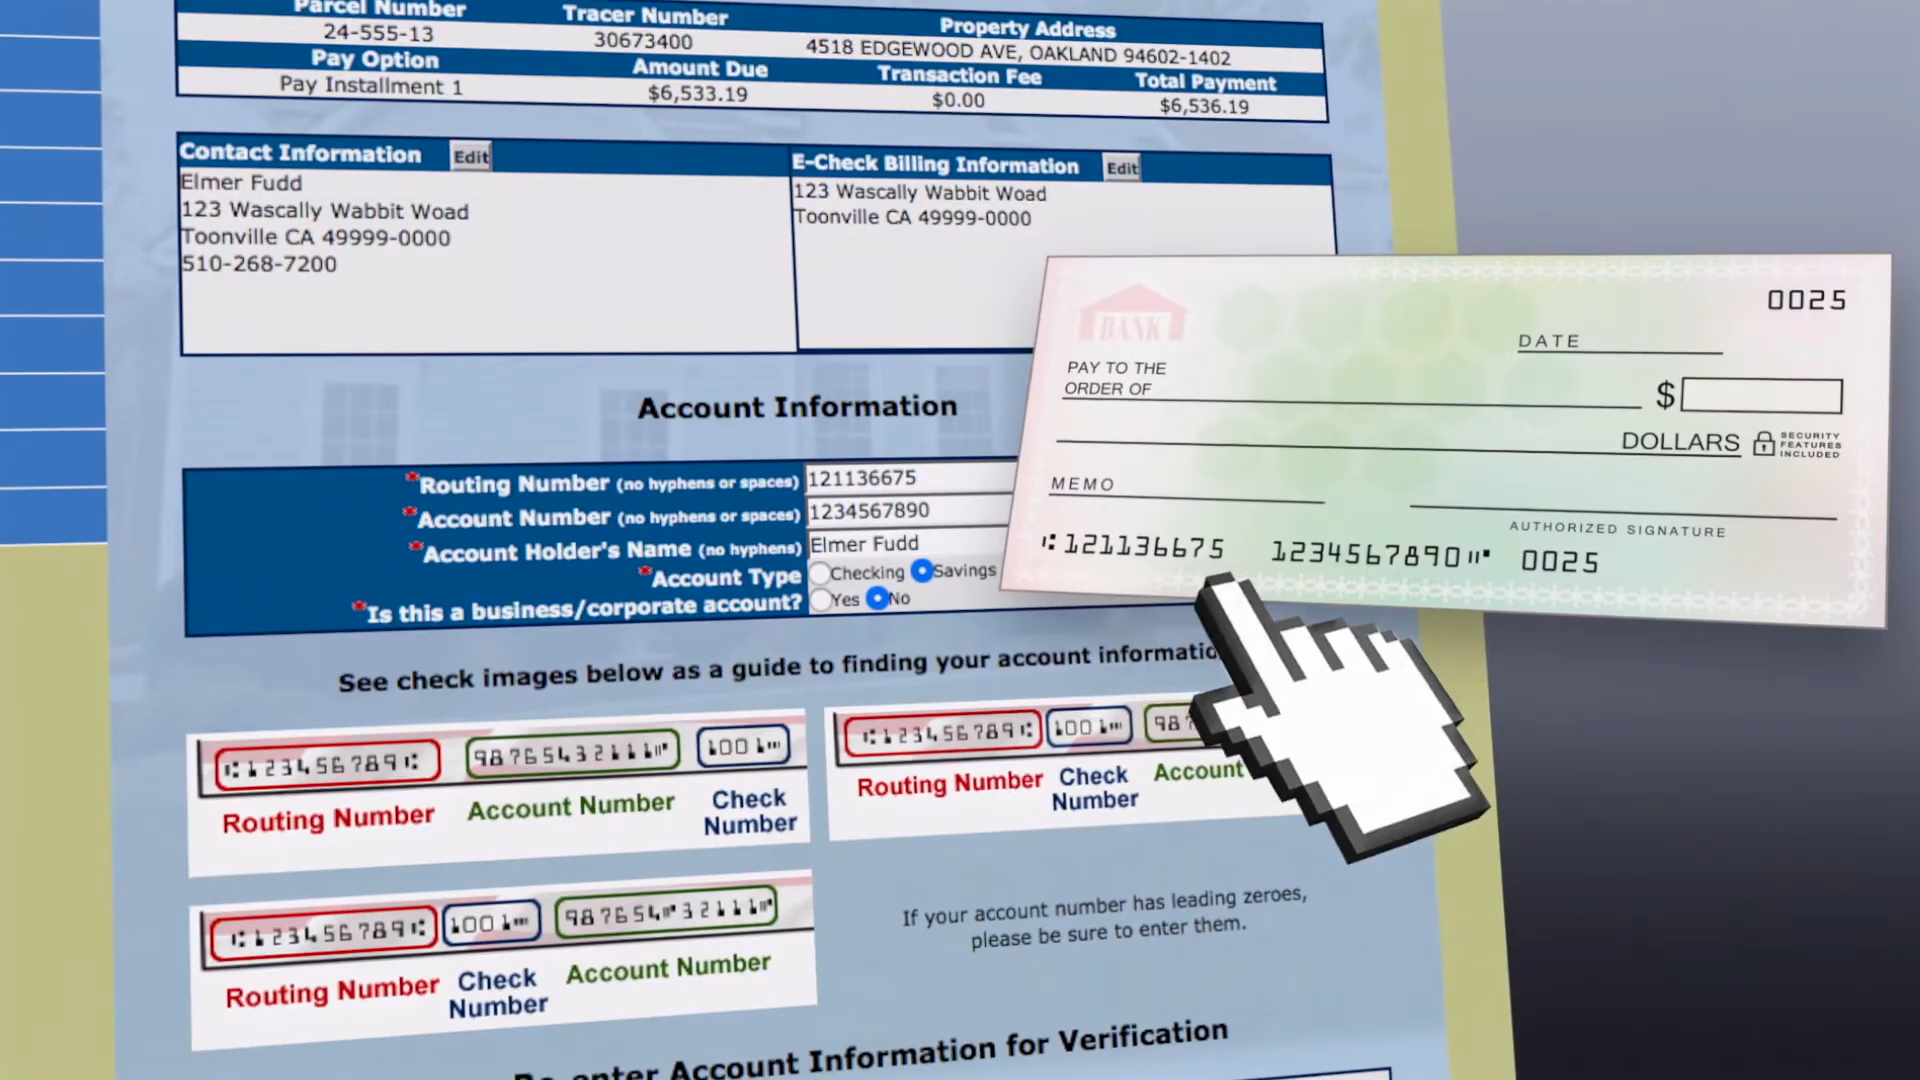 Parcel Number Tracer Number Property Address
24-555-13 30673400 4518 EDGEWOOD AVE, OAKLAND 94602-1402
Pay Option Amount Due Transaction Fee Total Payment
Pay Installment 1 $6,533.19 $0.00 $6,536.19
Contact Information Edit
Elmer Fudd
123 Wascally Wabbit Woad
Toonville CA 49999-0000
510-268-7200
E-Check Billing Information Edit
123 Wascally Wabbit Woad
Toonville CA 49999-0000
BANK
0025
DATE
PAY TO THE
ORDER OF
$
DOLLARS
SECURITY
FEATURES
INCLUDED
MEMO
AUTHORIZED SIGNATURE
⑆121136675 1234567890⑈ 0025
Account Information
*Routing Number (no hyphens or spaces) 121136675
*Account Number (no hyphens or spaces) 1234567890
*Account Holder's Name (no hyphens) Elmer Fudd
*Account Type Checking Savings
*Is this a business/corporate account? Yes No
See check images below as a guide to finding your account
⑆123456789⑆ 98765432111⑈ 1001⑈
Routing Number Account Number Check
Number
⑆123456789⑆ 1001⑈ 987
Routing Number Check
Number Account
⑆123456789⑆ 1001⑈ 987654⑈32111⑈
Routing Number Check
Number Account Number
If your account number has leading zeroes,
please be sure to enter them.
Re-enter Account Information for Verification